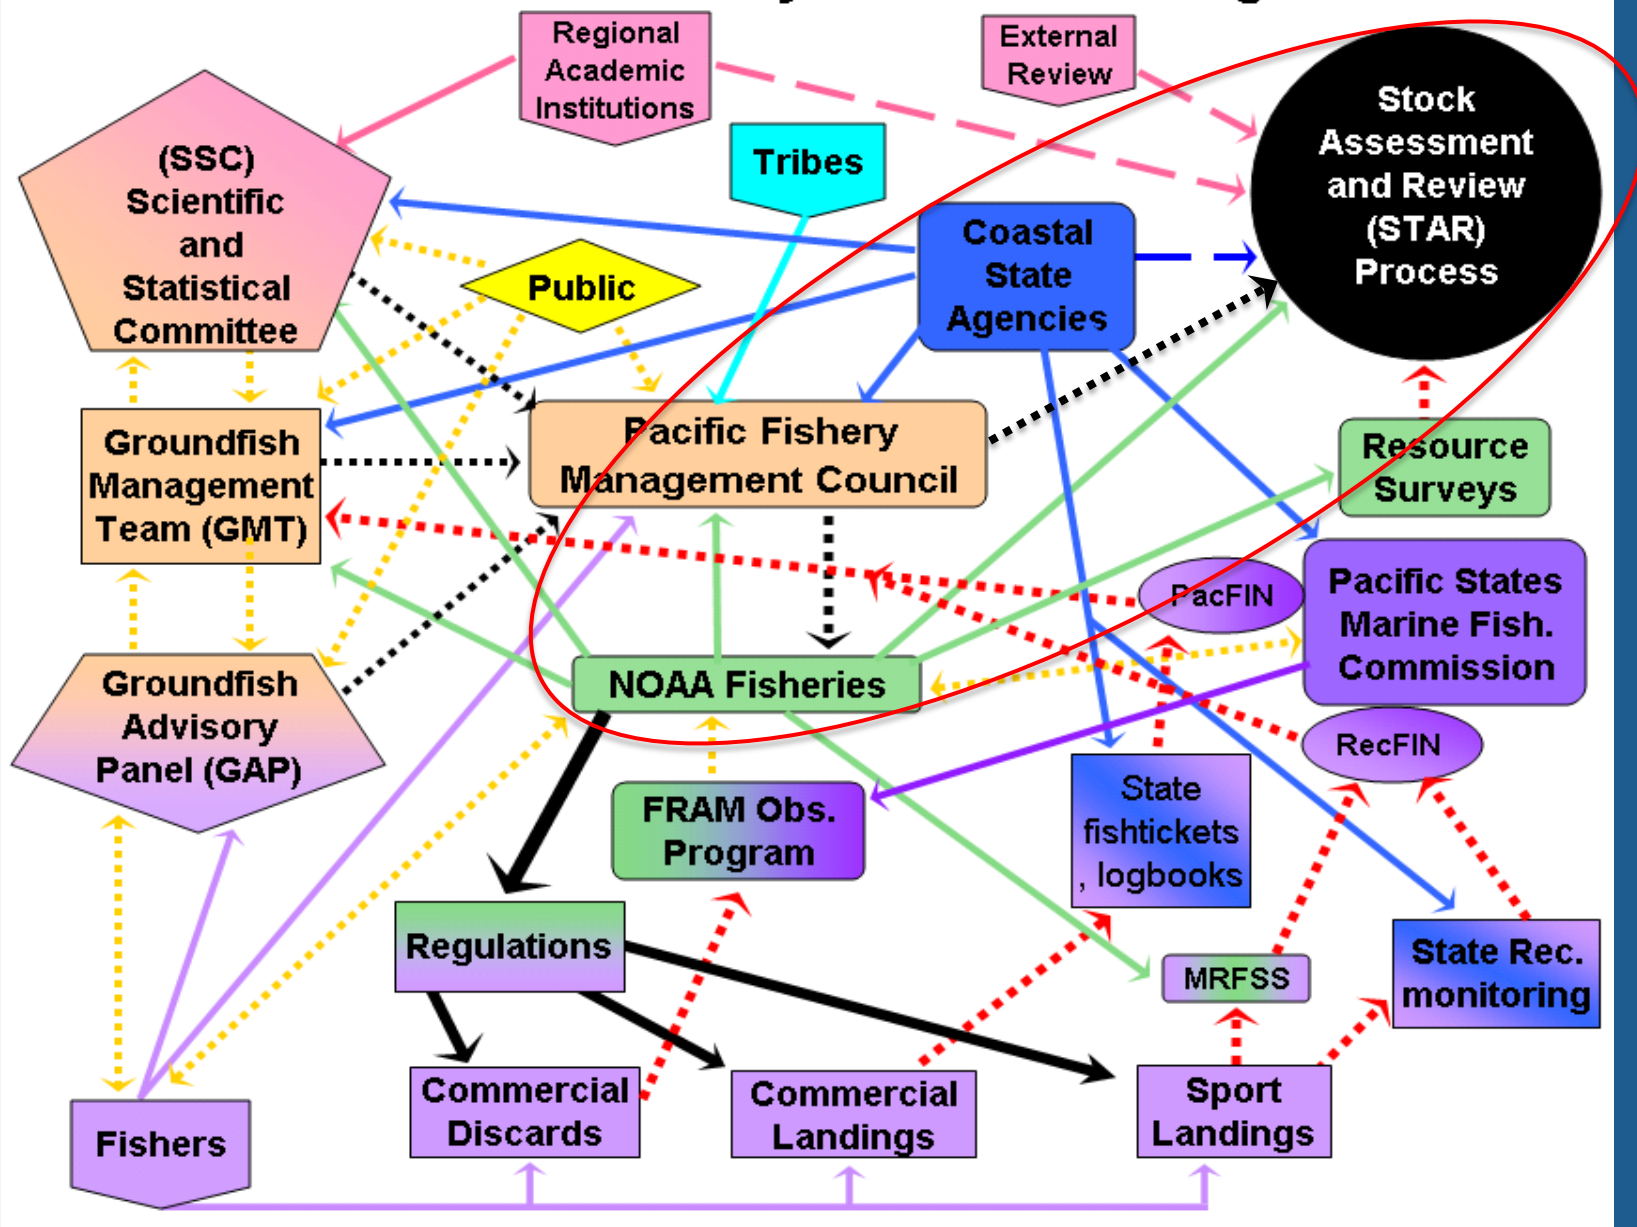 Regional
Academic
Institutions
External
Review
Stock
Assessment
and Review
(STAR)
Process
(SSC)
Scientific
and
Statistical
Committee
Tribes
Public
Coastal
State
Agencies
Groundfish
Management
Team (GMT)
Pacific Fishery
Management Council
Resource
Surveys
PacFIN
Pacific States
Marine Fish.
Commission
Groundfish
Advisory
Panel (GAP)
NOAA Fisheries
RecFIN
FRAM Obs.
Program
State
fishtickets
, logbooks
Regulations
MRFSS
State Rec.
monitoring
Commercial
Discards
Commercial
Landings
Sport
Landings
Fishers